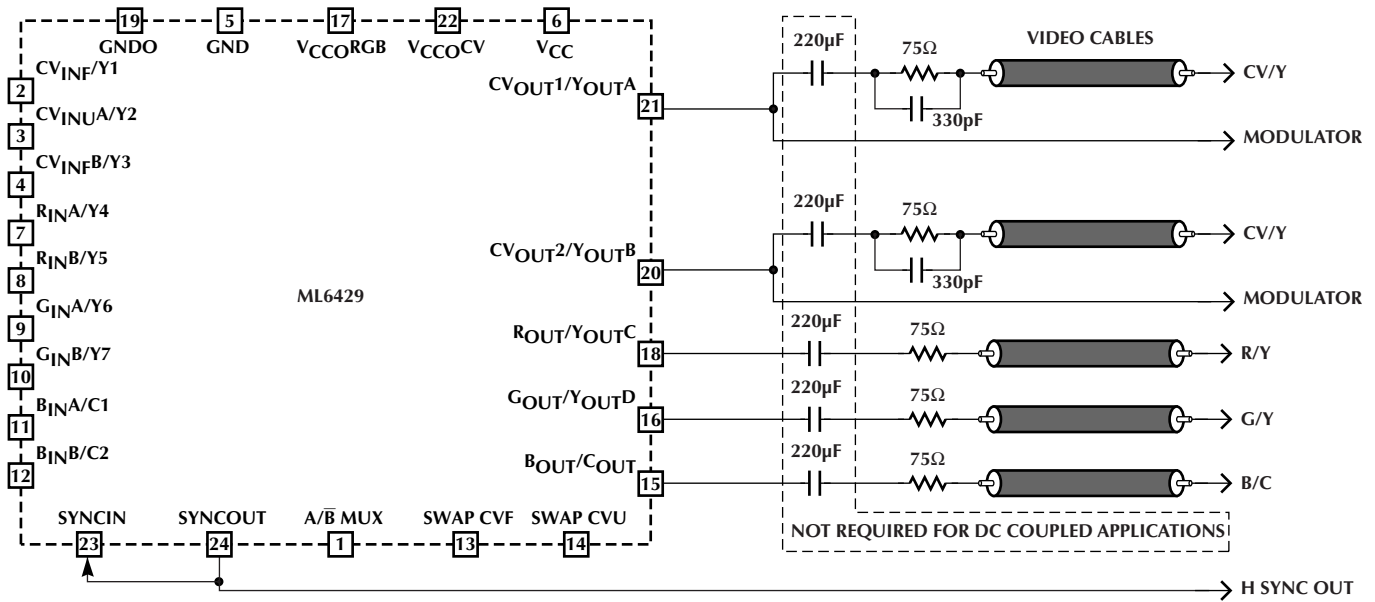 19 5 17 22 6
GNDO GND VCCORGB VCCOCV VCC
CVINF/Y1
2
CVINUA/Y2
3
CVINFB/Y3
4
RINA/Y4
7
RINB/Y5
8
GINA/Y6
9
GINB/Y7
10
BINA/C1
11
BINB/C2
12
ML6429
CVOUT1/YOUTA
21
CVOUT2/YOUTB
20
ROUT/YOUTC
18
GOUT/YOUTD
16
BOUT/COUT
15
SYNCIN SYNCOUT A/B̅ MUX SWAP CVF SWAP CVU
23 24 1 13 14
220µF 75Ω VIDEO CABLES
CV/Y
330pF
MODULATOR
220µF 75Ω
CV/Y
330pF
MODULATOR
220µF 75Ω
R/Y
220µF 75Ω
G/Y
220µF 75Ω
B/C
NOT REQUIRED FOR DC COUPLED APPLICATIONS
H SYNC OUT